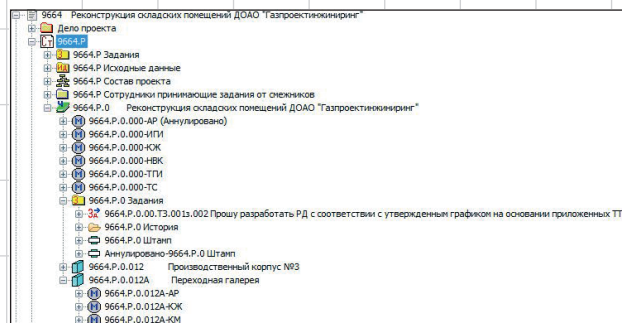 9664 Реконструкция складских помещений ДОАО "Газпроектинжиниринг"
Дело проекта
9664.Р
9664.Р Задания
9664.Р Исходные данные
9664.Р Состав проекта
9664.Р Сотрудники принимающие задания от смежников
9664.Р.0 Реконструкция складских помещений ДОАО "Газпроектинжиниринг"
9664.Р.0.000-АР (Аннулировано)
9664.Р.0.000-ИГИ
9664.Р.0.000-КЖ
9664.Р.0.000-НВК
9664.Р.0.000-ТГИ
9664.Р.0.000-ТС
9664.Р.0 Задания
9664.Р.0.00.ТЗ.001з.002 Прошу разработать РД с соответствии с утвержденным графиком на основании приложенных ТТ
9664.Р.0 История
9664.Р.0 Штамп
Аннулировано-9664.Р.0 Штамп
9664.Р.0.012 Производственный корпус №3
9664.Р.0.012А Переходная галерея
9664.Р.0.012А-АР
9664.Р.0.012А-КЖ
9664.Р.0.012А-КМ